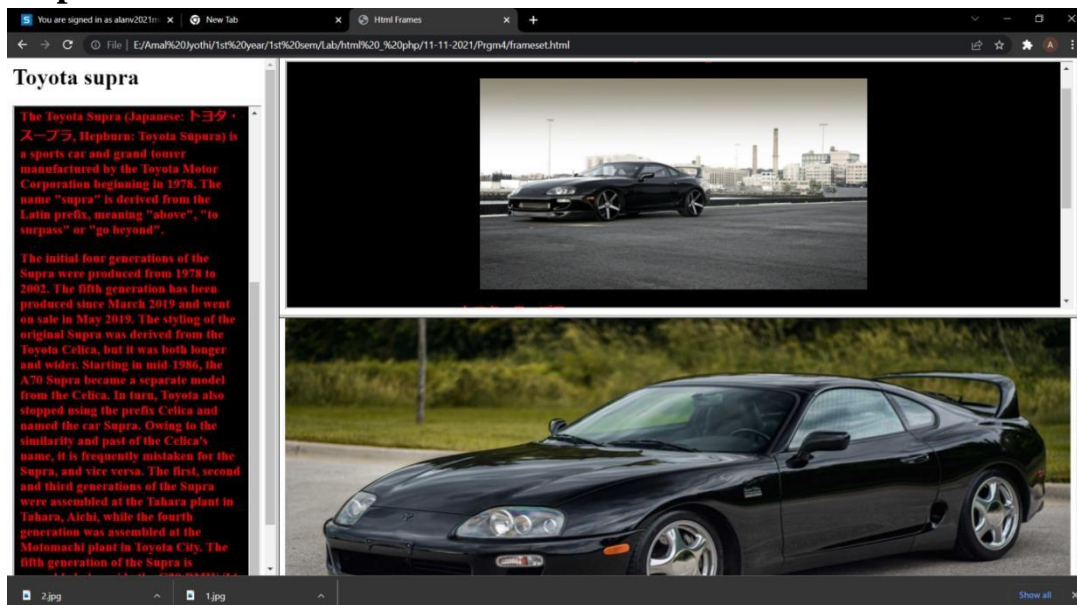 You are signed in as alanv2021m
New Tab
Html Frames
File | E:/Amal%20Jyothi/1st%20year/1st%20sem/Lab/html%20_%20php/11-11-2021/Prgm4/frameset.html
A
Toyota supra
The Toyota Supra (Japanese: トヨタ・
スープラ, Hepburn: Toyota Sūpura) is
a sports car and grand tourer
manufactured by the Toyota Motor
Corporation beginning in 1978. The
name "supra" is derived from the
Latin prefix, meaning "above", "to
surpass" or "go beyond".
The initial four generations of the
Supra were produced from 1978 to
2002. The fifth generation has been
produced since March 2019 and went
on sale in May 2019. The styling of the
original Supra was derived from the
Toyota Celica, but it was both longer
and wider. Starting in mid-1986, the
A70 Supra became a separate model
from the Celica. In turn, Toyota also
stopped using the prefix Celica and
named the car Supra. Owing to the
similarity and past of the Celica's
name, it is frequently mistaken for the
Supra, and vice versa. The first, second
and third generations of the Supra
were assembled at the Tahara plant in
Tahara, Aichi, while the fourth
generation was assembled at the
Motomachi plant in Toyota City. The
fifth generation of the Supra is
2.jpg
1.jpg
Show all